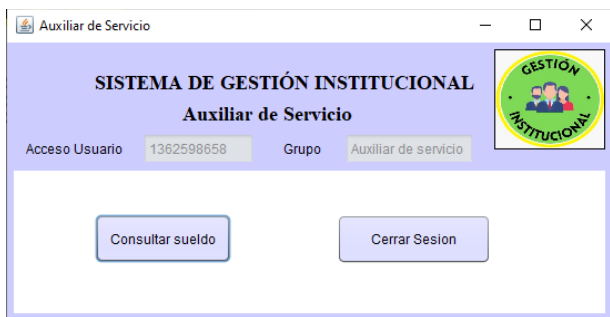 Auxiliar de Servicio
SISTEMA DE GESTIÓN INSTITUCIONAL
Auxiliar de Servicio
GESTIÓN
INSTITUCIONAL
Acceso Usuario 1362598658 Grupo Auxiliar de servicio
Consultar sueldo Cerrar Sesion